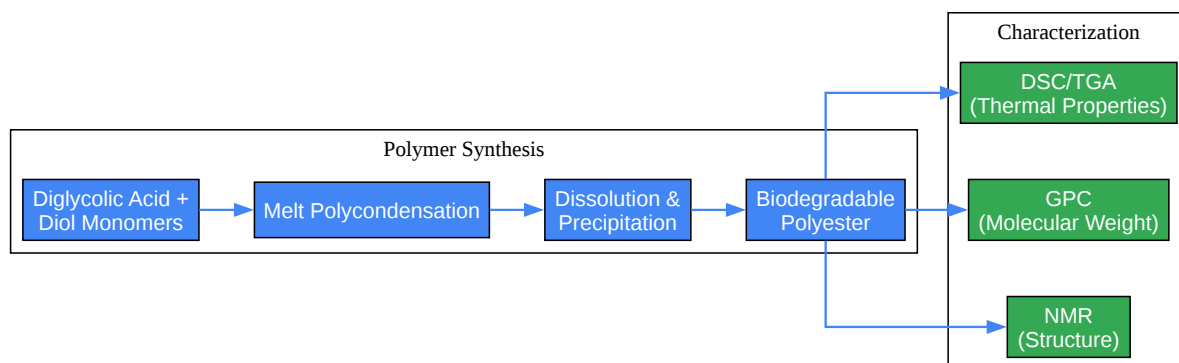 Characterization
DSC/TGA
(Thermal Properties)
Polymer Synthesis
Diglycolic Acid +
Diol Monomers
Melt Polycondensation
Dissolution &
Precipitation
Biodegradable
Polyester
GPC
(Molecular Weight)
NMR
(Structure)